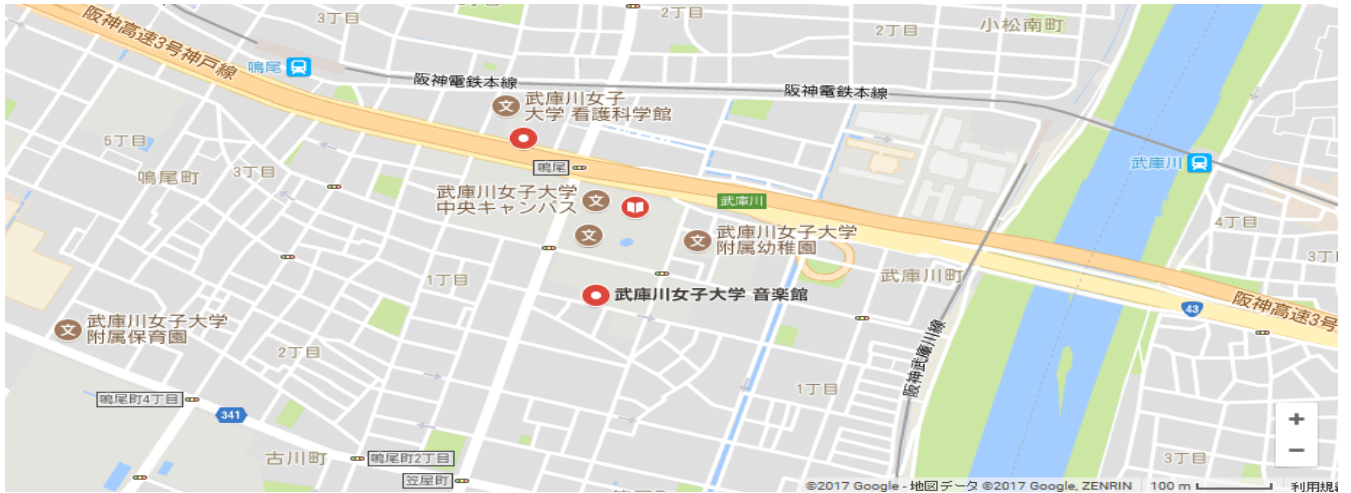 3丁目
2丁目
2丁目
小松南町
阪神高速3号神戸線
鳴尾
阪神電鉄本線
阪神電鉄本線
武庫川女子
大学 看護科学館
5丁目
鳴尾町
3丁目
鳴尾
武庫川
武庫川女子大学
中央キャンパス
武庫川
武庫川女子大学
附属幼稚園
4丁目
3丁
1丁目
武庫川町
武庫川女子大学 音楽館
43
阪神高速3号
武庫川女子大学
附属保育園
2丁目
阪神武庫川線
1丁目
鳴尾町4丁目
341
古川町
鳴尾町2丁目
笠屋町
3丁目
+
−
©2017 Google - 地図データ ©2017 Google, ZENRIN
100 m
利用規